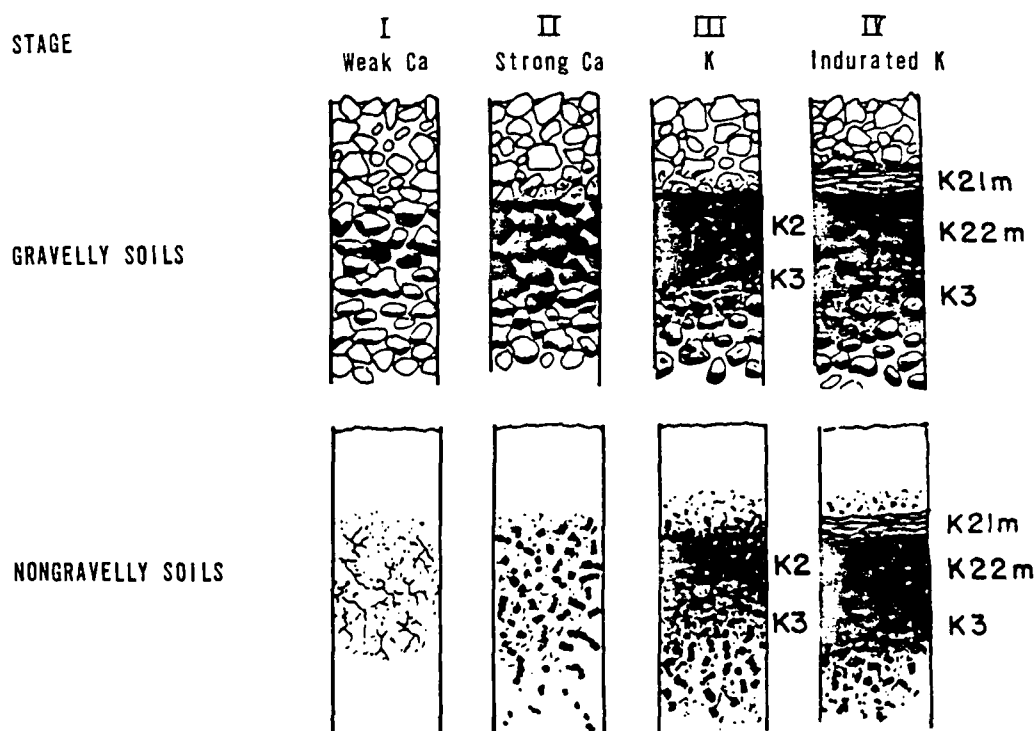 STAGE
I II III IV
Weak Ca Strong Ca K Indurated K
GRAVELLY SOILS
K2
K3
K21m
K22m
K3
NONGRAVELLY SOILS
K2
K3
K21m
K22m
K3